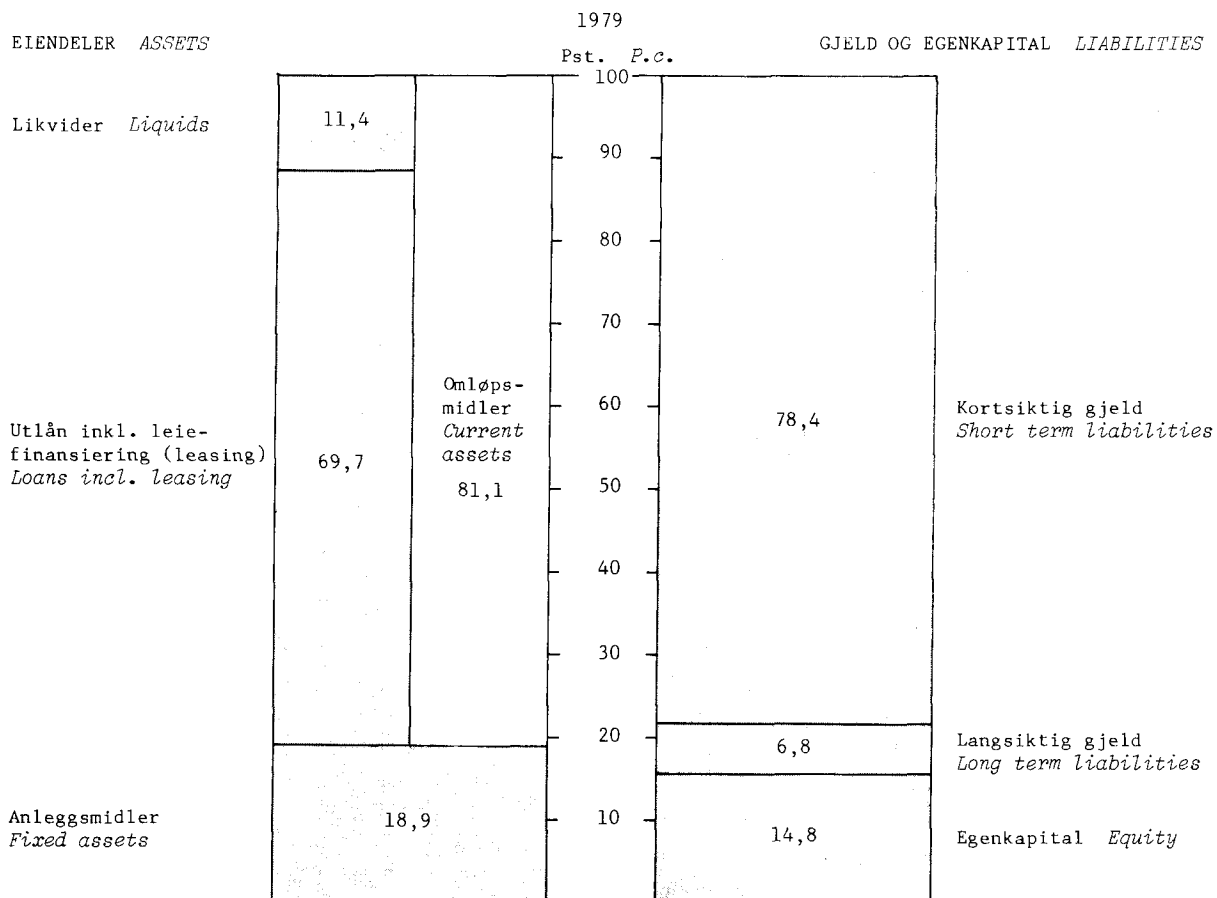 1979
EIENDELER ASSETS
GJELD OG EGENKAPITAL LIABILITIES
Pst. P.c.
100
Likvider Liquids
11,4
90
80
70
Omløps-
midler
Current
assets
81,1
60
78,4
Kortsiktig gjeld
Short term liabilities
Utlån inkl. leie-
finansiering (leasing)
Loans incl. leasing
69,7
50
40
30
20
6,8
Langsiktig gjeld
Long term liabilities
Anleggsmidler
Fixed assets
18,9
10
14,8
Egenkapital Equity